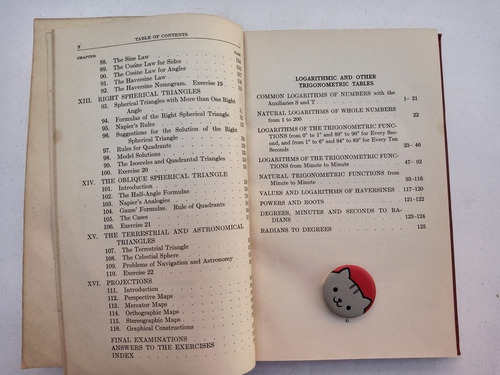 x
TABLE OF CONTENTS
CHAPTER
88. The Sine Law
89. The Cosine Law for Sides
90. The Cosine Law for Angles
91. The Haversine Law
92. The Haversine Nomogram. Exercise 19
XIII. RIGHT SPHERICAL TRIANGLES
93. Spherical Triangles with More than One Right
Angle
94. Formulas of the Right Spherical Triangle
95. Napier's Rules
96. Suggestions for the Solution of the Right
Spherical Triangle
97. Rules for Quadrants
98. Model Solutions
99. The Isosceles and Quadrantal Triangles
100. Exercise 20
XIV. THE OBLIQUE SPHERICAL TRIANGLE
101. Introduction
102. The Half-Angle Formulas
103. Napier's Analogies
104. Gauss' Formulas. Rule of Quadrants
105. The Cases
106. Exercise 21
XV. THE TERRESTRIAL AND ASTRONOMICAL
TRIANGLES
107. The Terrestrial Triangle
108. The Celestial Sphere
109. Problems of Navigation and Astronomy
110. Exercise 22
XVI. PROJECTIONS
111. Introduction
112. Perspective Maps
113. Mercator Maps
114. Orthographic Maps
115. Stereographic Maps
116. Graphical Constructions
FINAL EXAMINATIONS
ANSWERS TO THE EXERCISES
INDEX
LOGARITHMIC AND OTHER
TRIGONOMETRIC TABLES
COMMON LOGARITHMS OF NUMBERS with the
Auxiliaries S and T 1- 21
NATURAL LOGARITHMS OF WHOLE NUMBERS
from 1 to 200 22
LOGARITHMS OF THE TRIGONOMETRIC FUNC-
TIONS from 0° to 1° and 89° to 90° for Every Sec-
ond, and from 1° to 6° and 84° to 89° for Every Ten
Seconds 23- 46
LOGARITHMS OF THE TRIGONOMETRIC FUNCTIONS
from Minute to Minute 47- 92
NATURAL TRIGONOMETRIC FUNCTIONS from
Minute to Minute 93-116
VALUES AND LOGARITHMS OF HAVERSINES 117-120
POWERS AND ROOTS 121-122
DEGREES, MINUTES AND SECONDS TO RA-
DIANS 123-124
RADIANS TO DEGREES 125